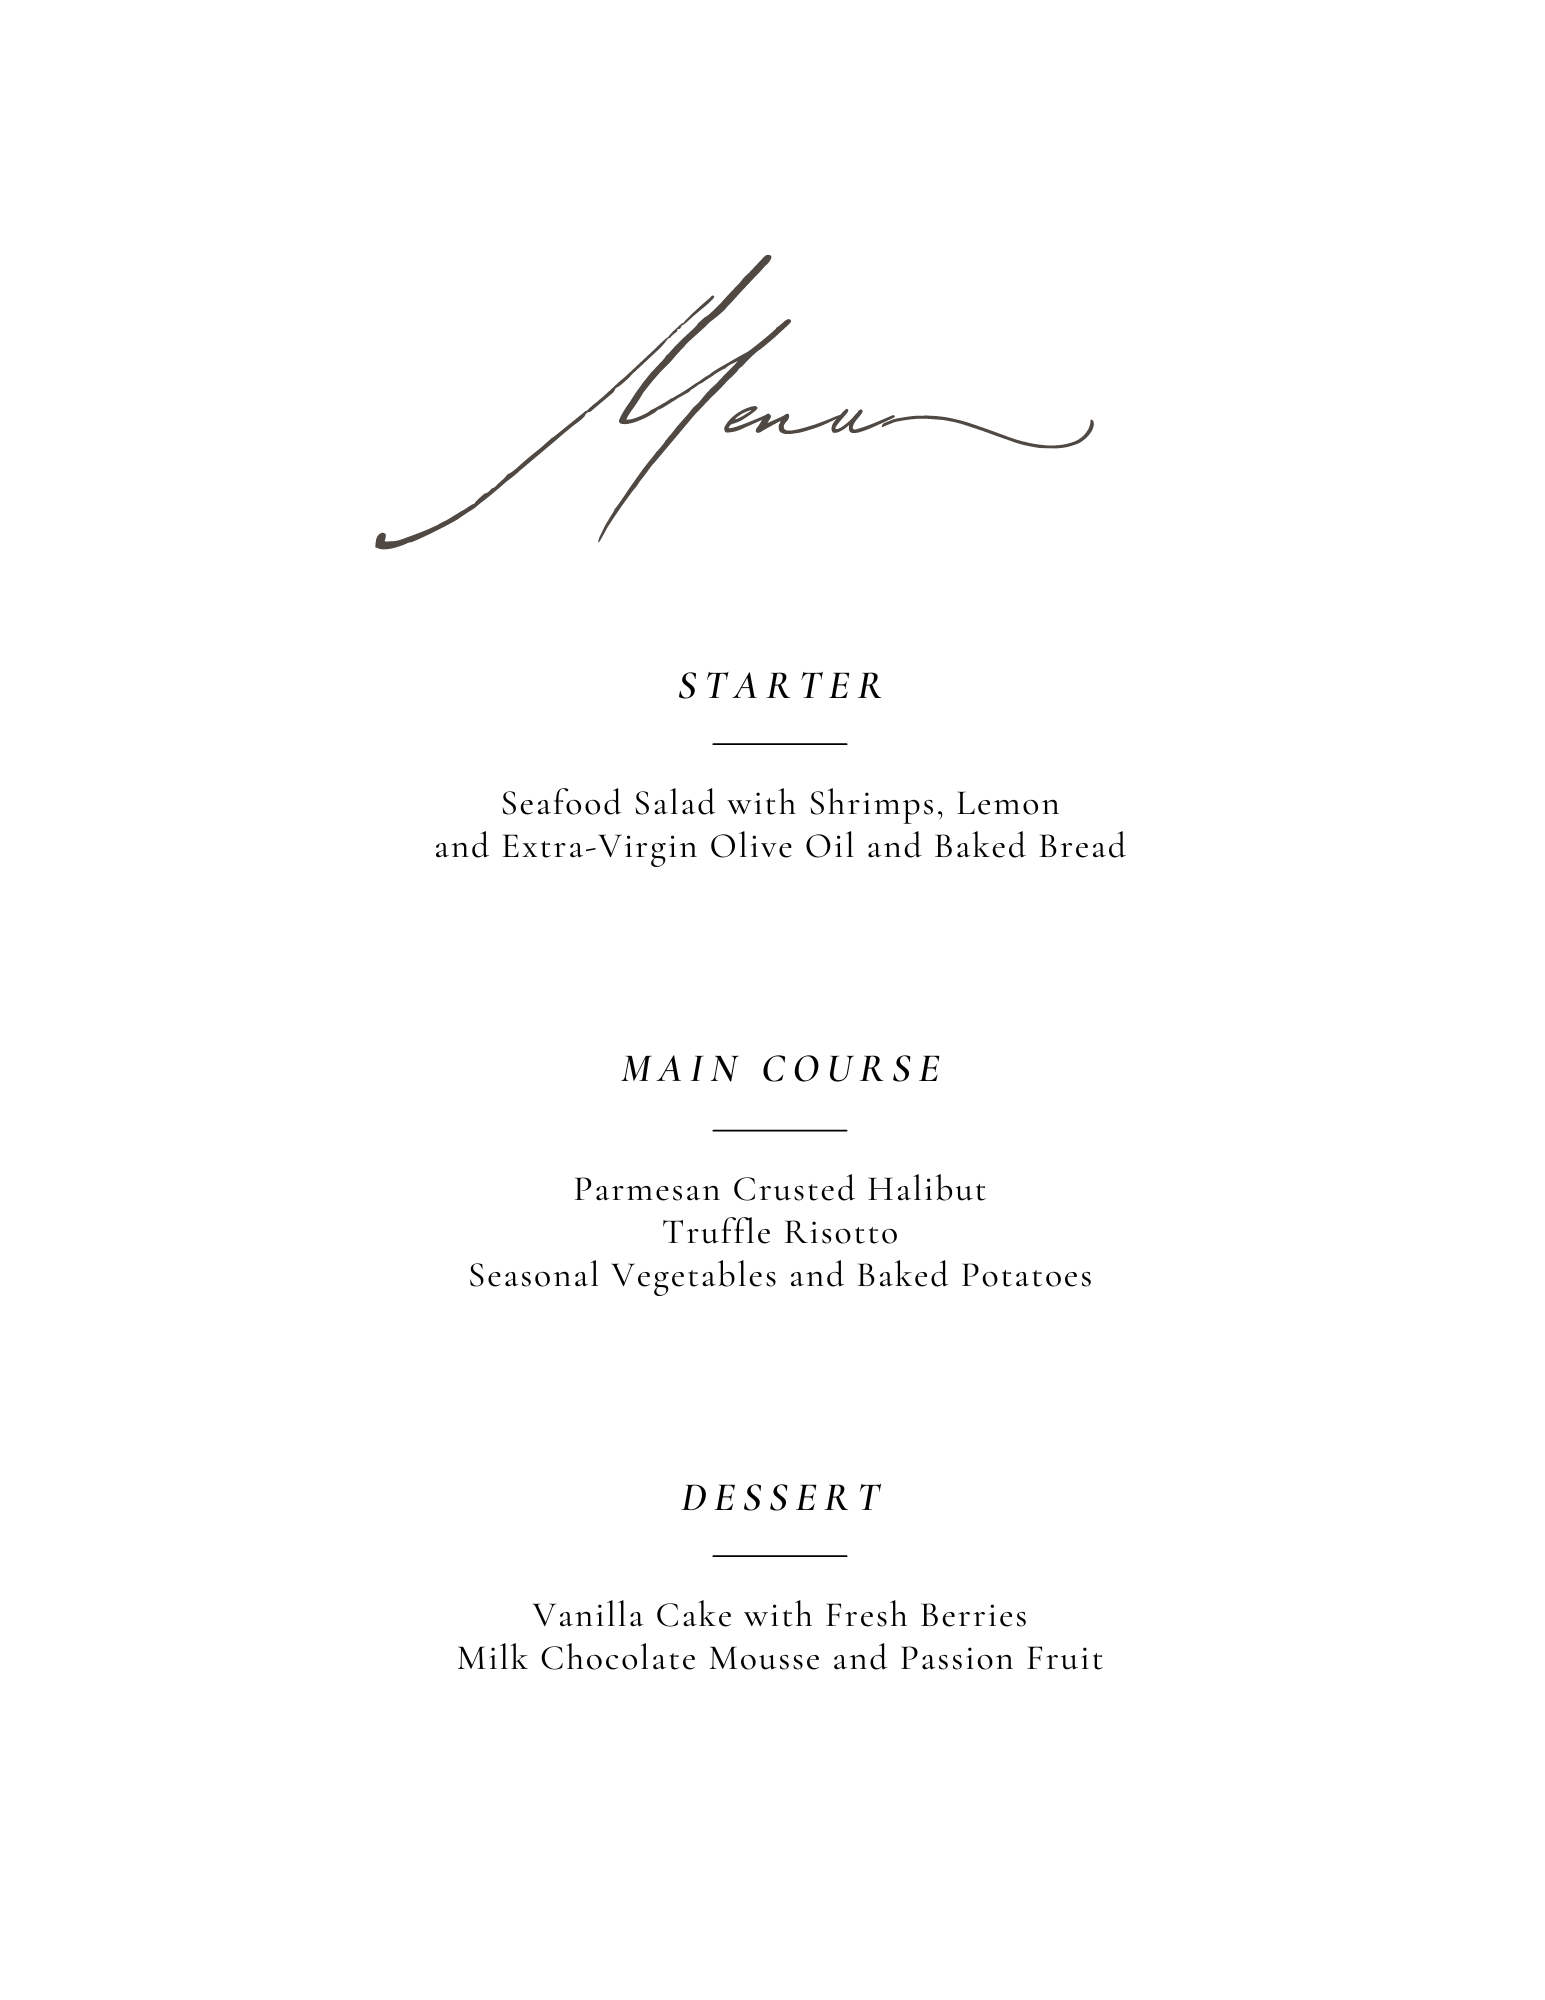 Menu
STARTER
Seafood Salad with Shrimps, Lemon
and Extra-Virgin Olive Oil and Baked Bread
MAIN COURSE
Parmesan Crusted Halibut
Truffle Risotto
Seasonal Vegetables and Baked Potatoes
DESSERT
Vanilla Cake with Fresh Berries
Milk Chocolate Mousse and Passion Fruit